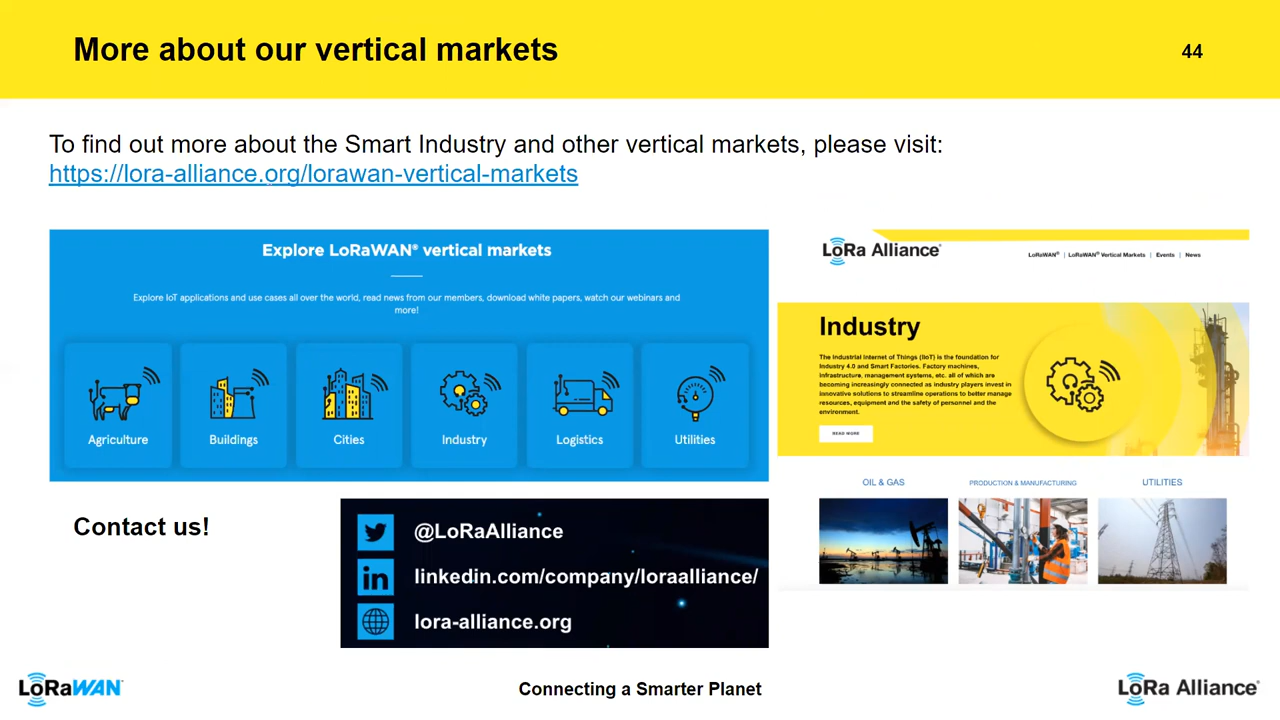 More about our vertical markets
44
To find out more about the Smart Industry and other vertical markets, please visit:
https://lora-alliance.org/lorawan-vertical-markets
Explore LoRaWAN® vertical markets
Explore IoT applications and use cases all over the world, read news from our members, download white papers, watch our webinars and
more!
Agriculture
Buildings
Cities
Industry
Logistics
Utilities
LoRa Alliance®
LoRaWAN® | LoRaWAN® Vertical Markets | Events | News
Industry
The Industrial Internet of Things (IIoT) is the foundation for
Industry 4.0 and Smart Factories. Factory machines,
infrastructure, management systems, etc. all of which are
becoming increasingly connected as industry players invest in
innovative solutions to streamline operations to better manage
resources, equipment and the safety of personnel and the
environment.
READ MORE
OIL & GAS
PRODUCTION & MANUFACTURING
UTILITIES
Contact us!
@LoRaAlliance
in linkedin.com/company/loraalliance/
lora-alliance.org
LoRaWAN™
Connecting a Smarter Planet
LoRa Alliance®